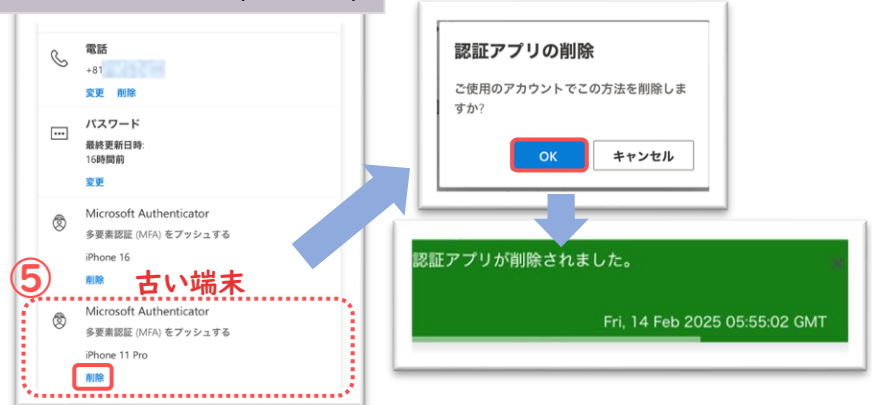 電話
+81
変更 削除
パスワード
最終更新日時:
16時間前
変更
Microsoft Authenticator
多要素認証 (MFA) をプッシュする
iPhone 16
削除
⑤ 古い端末
Microsoft Authenticator
多要素認証 (MFA) をプッシュする
iPhone 11 Pro
削除
認証アプリの削除
ご使用のアカウントでこの方法を削除しま
すか?
OK キャンセル
認証アプリが削除されました。
Fri, 14 Feb 2025 05:55:02 GMT